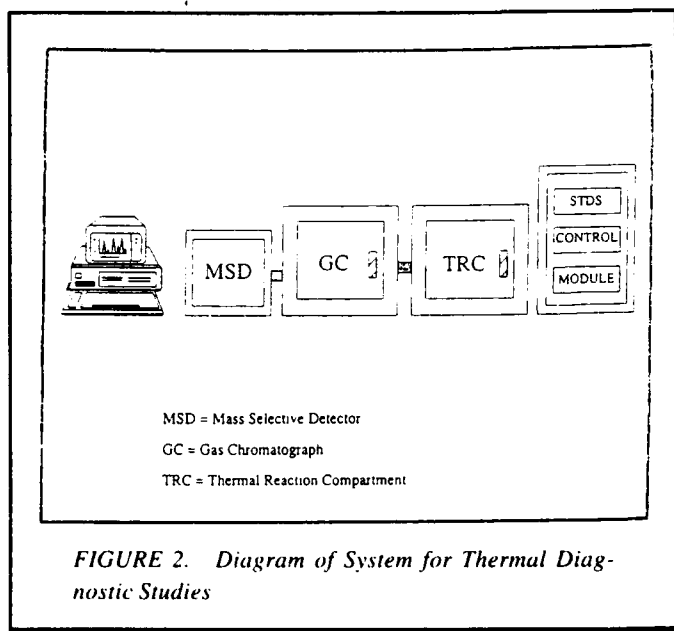 MSD
GC
TRC
STDS
CONTROL
MODULE
MSD = Mass Selective Detector
GC = Gas Chromatograph
TRC = Thermal Reaction Compartment
FIGURE 2. Diagram of System for Thermal Diag-
nostic Studies